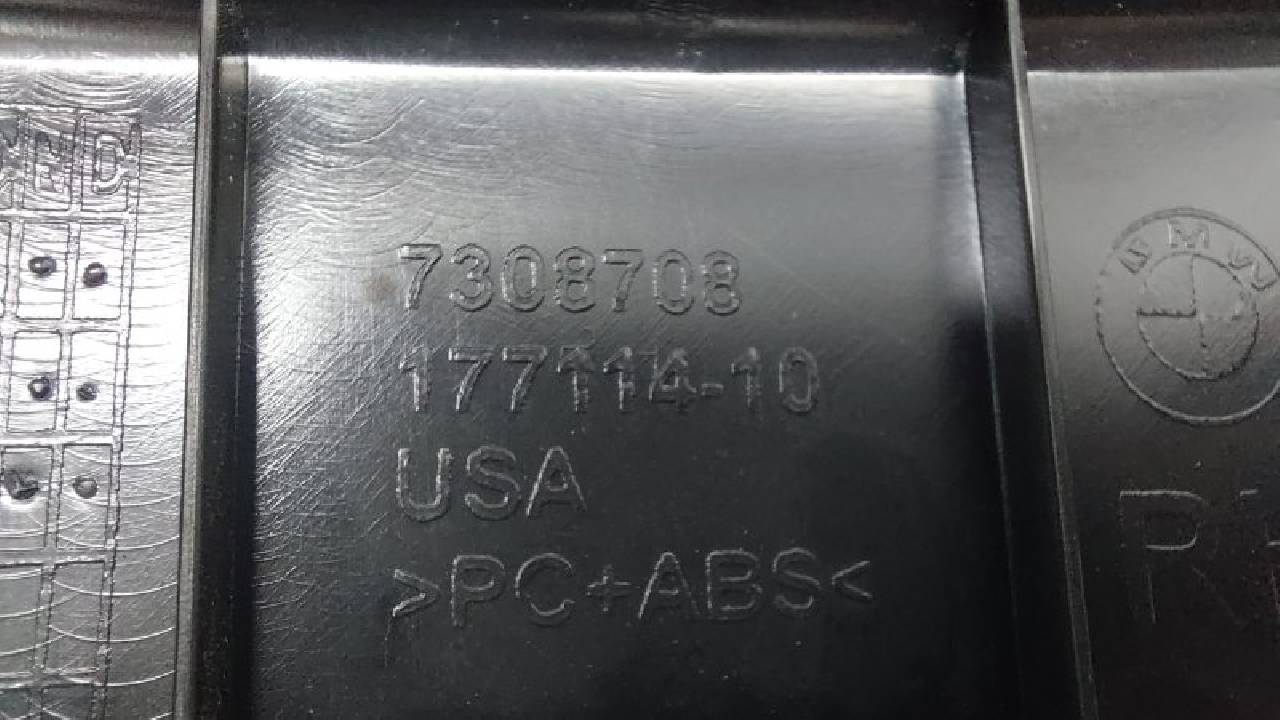 7308708
177114-10
USA
>PC+ABS<
BMW